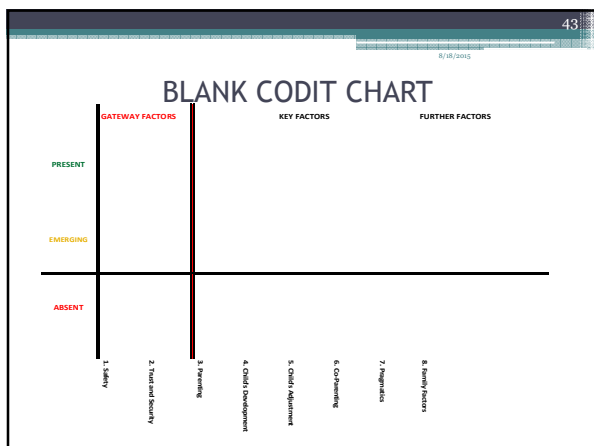 43
8/18/2015
BLANK CODIT CHART
GATEWAY FACTORS
KEY FACTORS
FURTHER FACTORS
PRESENT
EMERGING
ABSENT
1. Safety
2. Trust and Security
3. Parenting
4. Child's Development
5. Child's Adjustment
6. Co-Parenting
7. Pragmatics
8. Family Factors